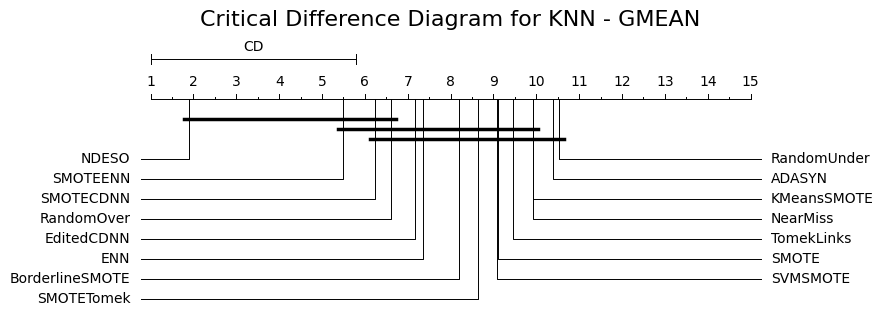 Critical Difference Diagram for KNN - GMEAN
CD
1 2 3 4 5 6 7 8 9 10 11 12 13 14 15
NDESO
SMOTEENN
SMOTECDNN
RandomOver
EditedCDNN
ENN
BorderlineSMOTE
SMOTETomek
RandomUnder
ADASYN
KMeansSMOTE
NearMiss
TomekLinks
SMOTE
SVMSMOTE